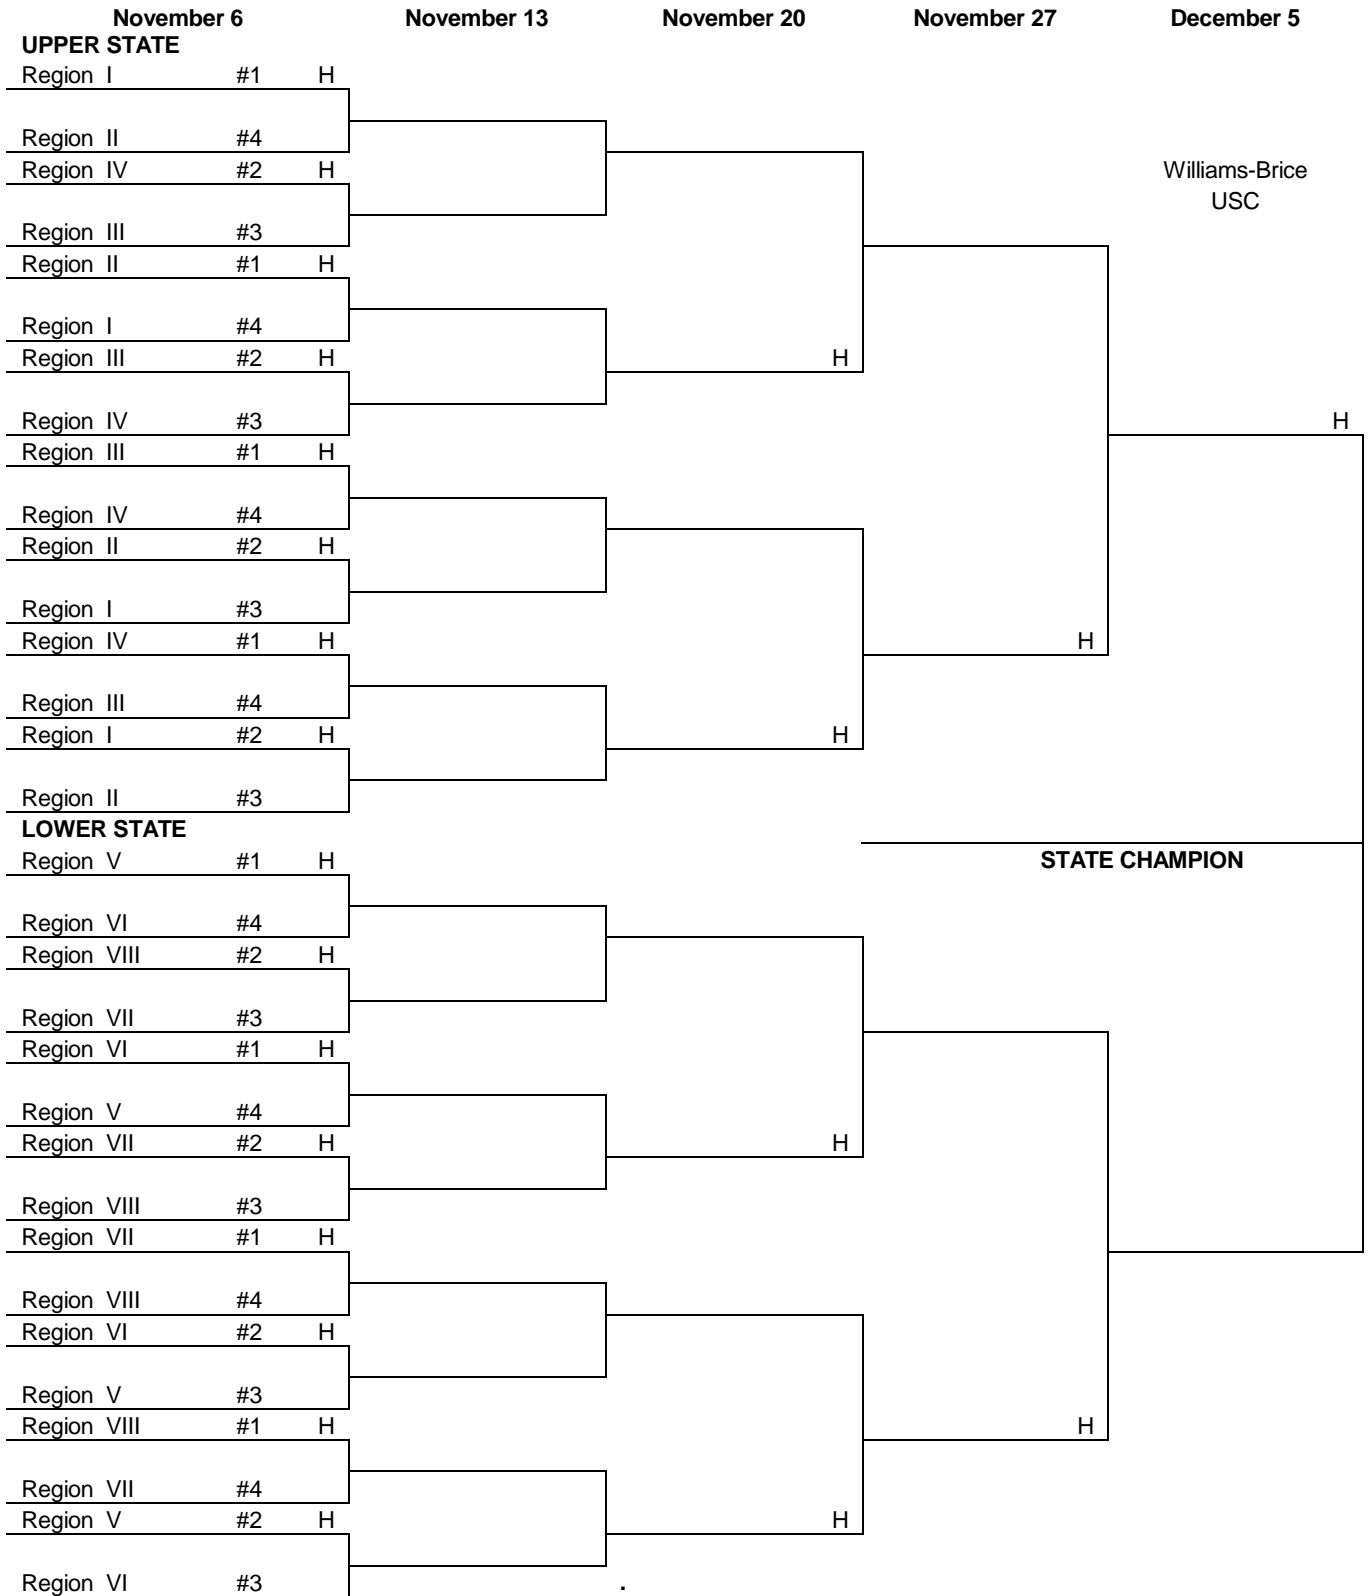 November 6 November 13 November 20 November 27 December 5
UPPER STATE
Region I #1 H
Region II #4
Region IV #2 H Williams-Brice
USC
Region III #3
Region II #1 H
Region I #4
Region III #2 H H
Region IV #3 H
Region III #1 H
Region IV #4
Region II #2 H
Region I #3
Region IV #1 H H
Region III #4
Region I #2 H H
Region II #3
LOWER STATE
Region V #1 H STATE CHAMPION
Region VI #4
Region VIII #2 H
Region VII #3
Region VI #1 H
Region V #4
Region VII #2 H H
Region VIII #3
Region VII #1 H
Region VIII #4
Region VI #2 H
Region V #3
Region VIII #1 H H
Region VII #4
Region V #2 H H
Region VI #3 .